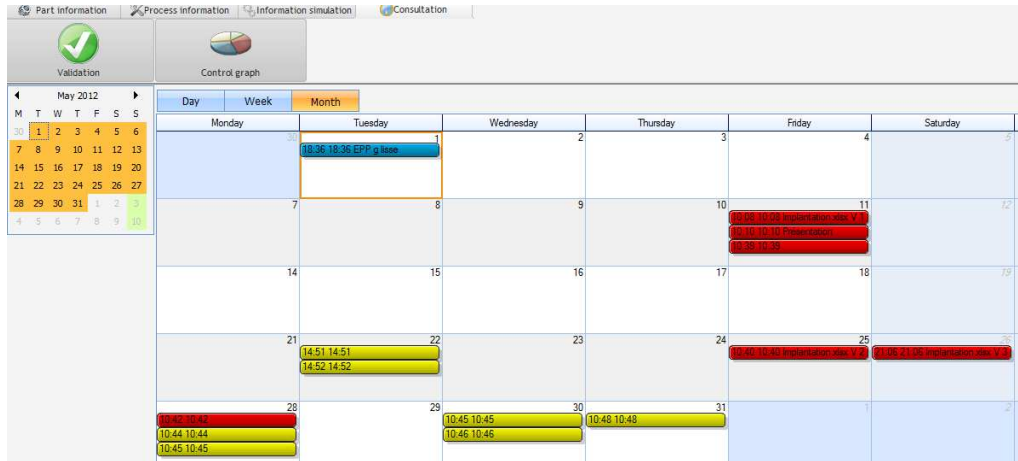 Part information Process information Information simulation Consultation
Validation Control graph
May 2012
M T W T F S S
30 1 2 3 4 5 6
7 8 9 10 11 12 13
14 15 16 17 18 19 20
21 22 23 24 25 26 27
28 29 30 31 1 2 3
4 5 6 7 8 9 10
Day Week Month
Monday Tuesday Wednesday Thursday Friday Saturday
30 1 2 3 4 5
18:36 18:36 EPP glisse
7 8 9 10 11 12
10:08 10:08 Implantation.xlsx V.1
10:10 10:10 Présentation
10:38 10:38
14 15 16 17 18 19
21 22 23 24 25 26
14:51 14:51 10:40 10:40 Implantation.xlsx V.2 21:06 21:06 Implantation.xlsx V.3
14:52 14:52
28 29 30 31 1 2
10:42 10:42 10:45 10:45 10:48 10:48
10:44 10:44 10:46 10:46
10:45 10:45